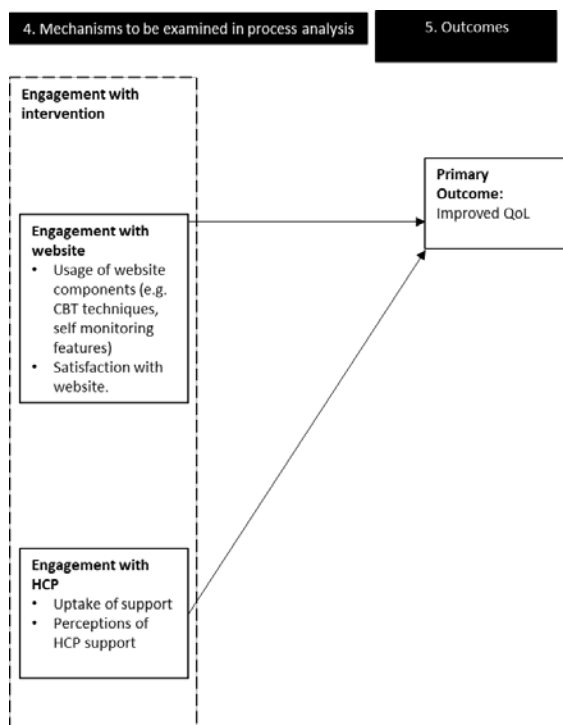 4. Mechanisms to be examined in process analysis
5. Outcomes
Engagement with
intervention
Primary
Outcome:
Improved QoL
Engagement with
website
• Usage of website
components (e.g.
CBT techniques,
self monitoring
features)
• Satisfaction with
website.
Engagement with
HCP
• Uptake of support
• Perceptions of
HCP support